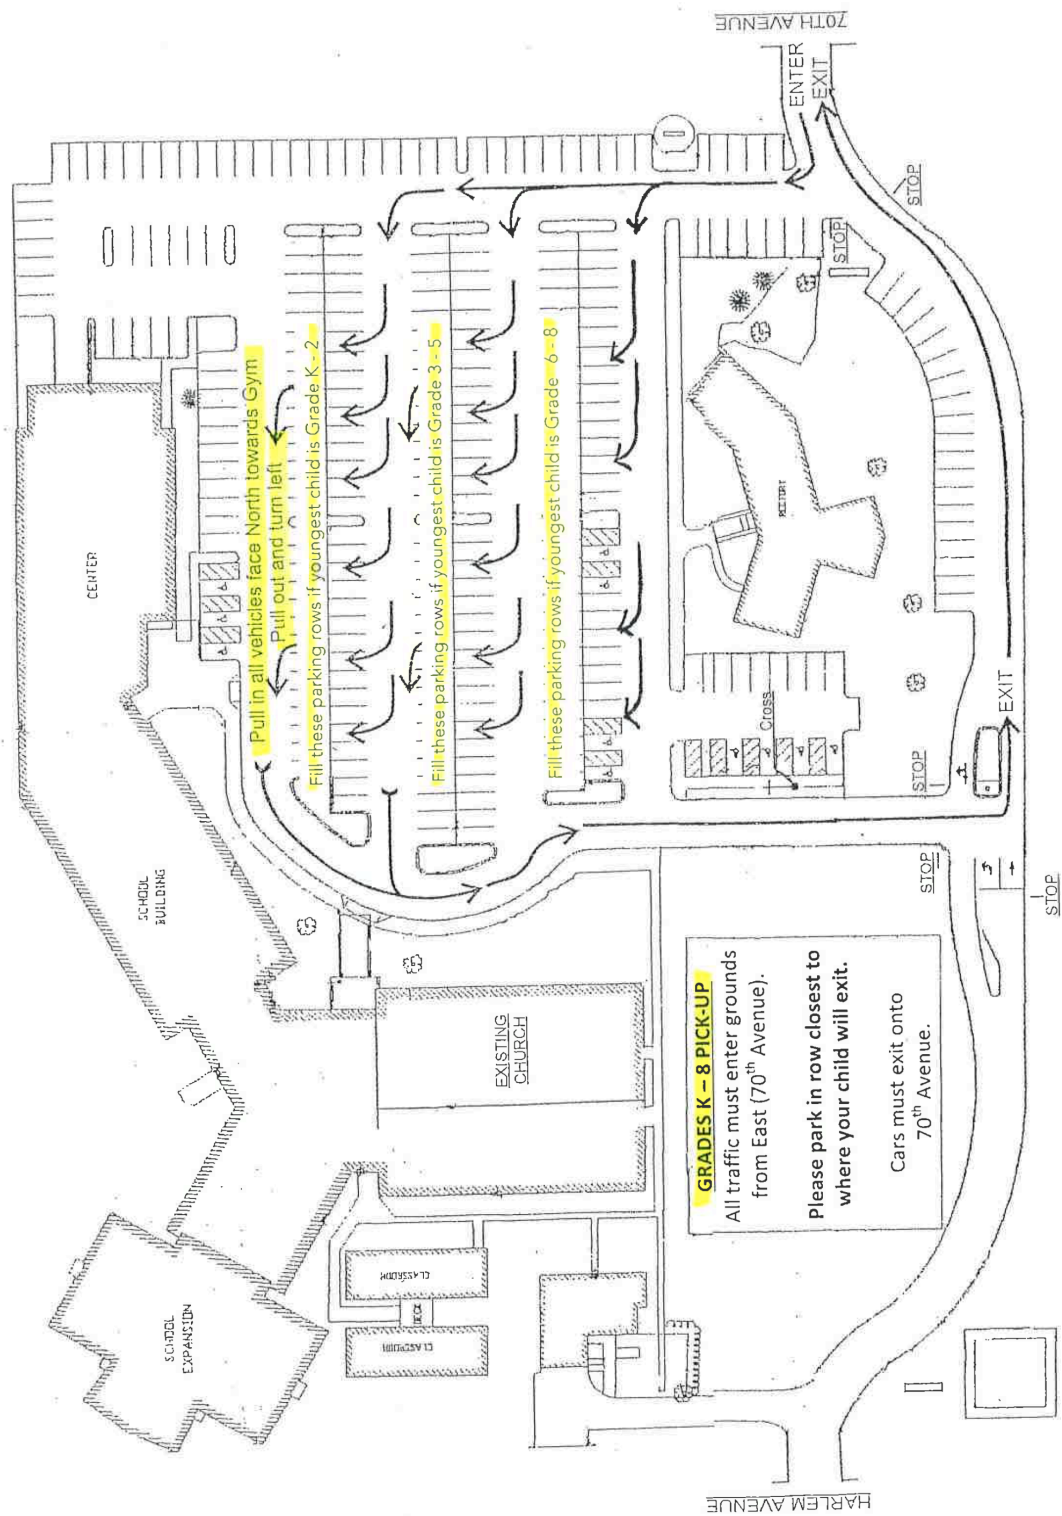 CENTER
SCHOOL
BUILDING
SCHOOL
EXPANSION
Pull in all vehicles face North towards Gym
Pull out and turn left
Fill these parking rows if youngest child is Grade K - 2
Fill these parking rows if youngest child is Grade 3 - 5
Fill these parking rows if youngest child is Grade 6 - 8
EXISTING
CHURCH
CLASSROOM
DECK
CLASSROOM
RECTORY
Cross
GRADES K – 8 PICK-UP
All traffic must enter grounds
from East (70th Avenue).
Please park in row closest to
where your child will exit.
Cars must exit onto
70th Avenue.
STOP
STOP
STOP
STOP
STOP
EXIT
ENTER
EXIT
70TH AVENUE
HARLEM AVENUE